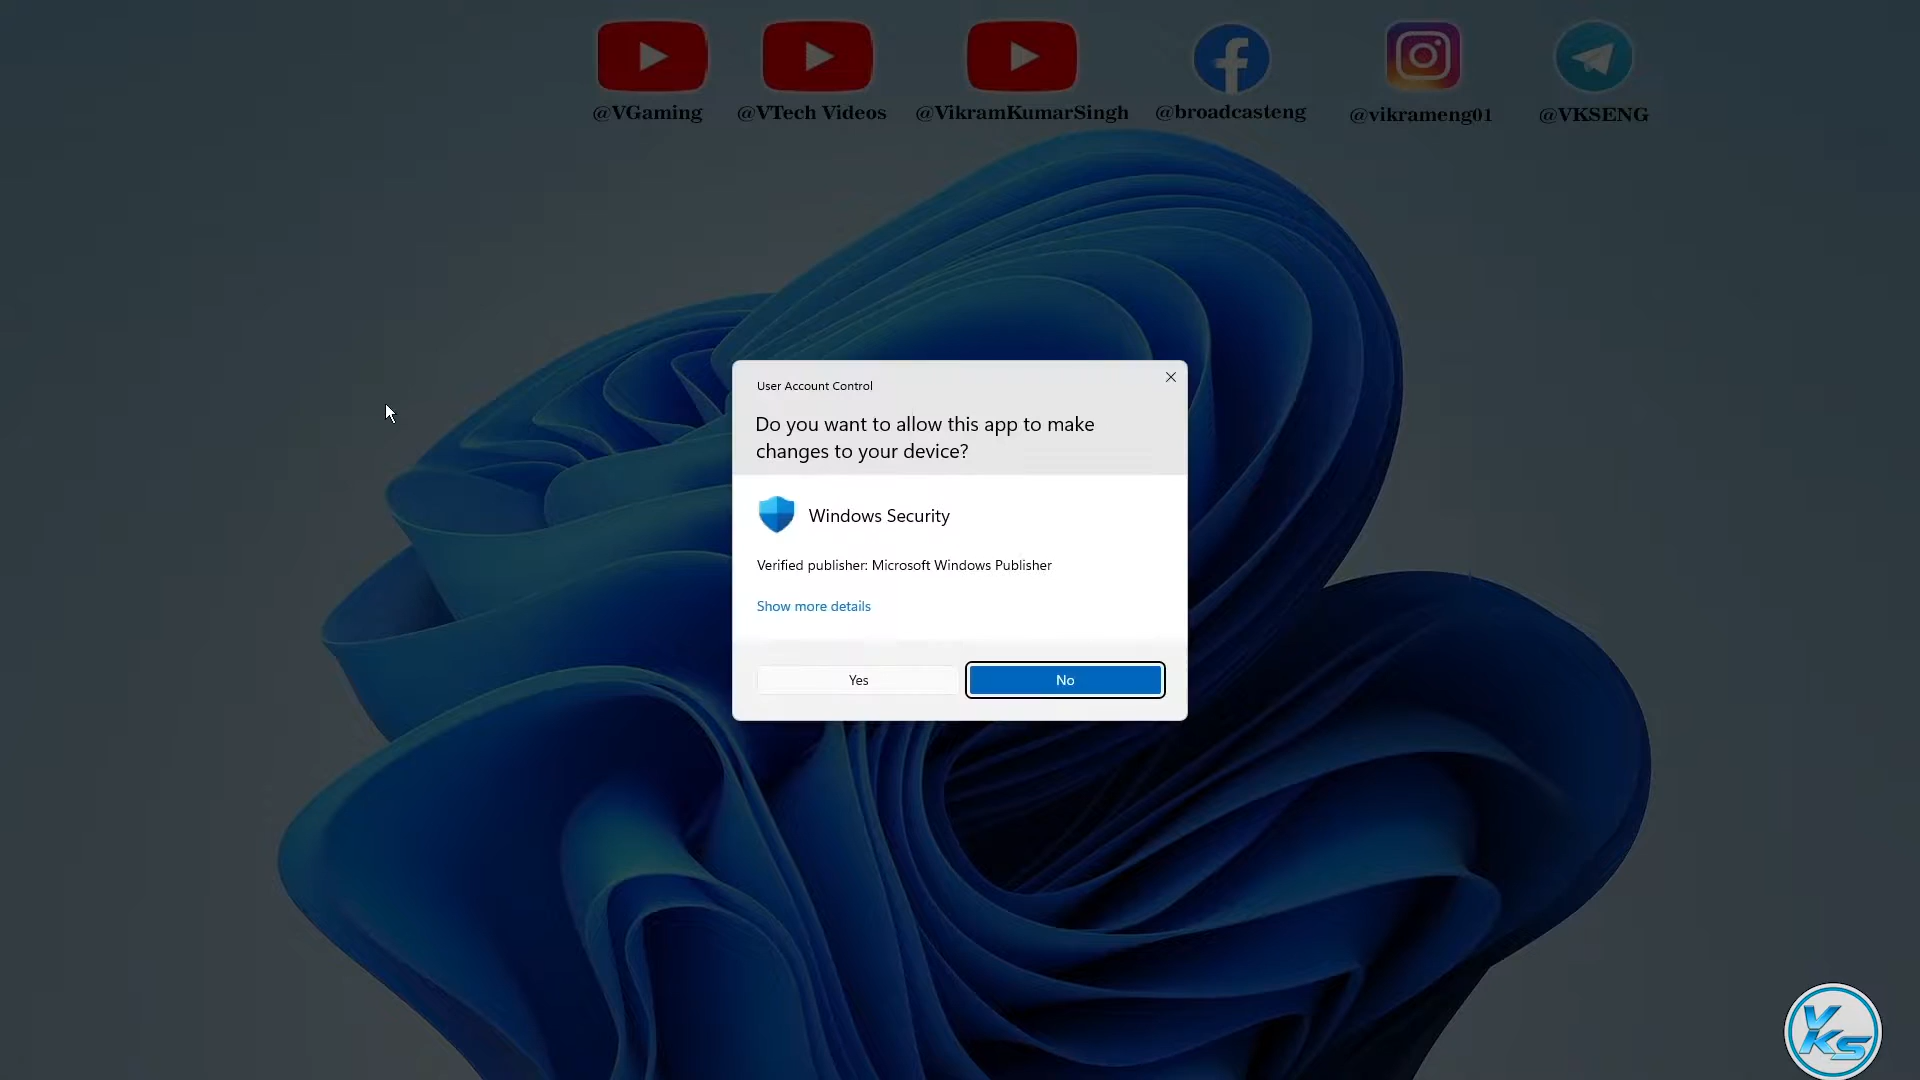 @VGaming
@VTech Videos
@VikramKumarSingh
@broadcasteng
@vikrameng01
@VKSENG
User Account Control
Do you want to allow this app to make
changes to your device?
Windows Security
Verified publisher: Microsoft Windows Publisher
Show more details
Yes
No
VKS